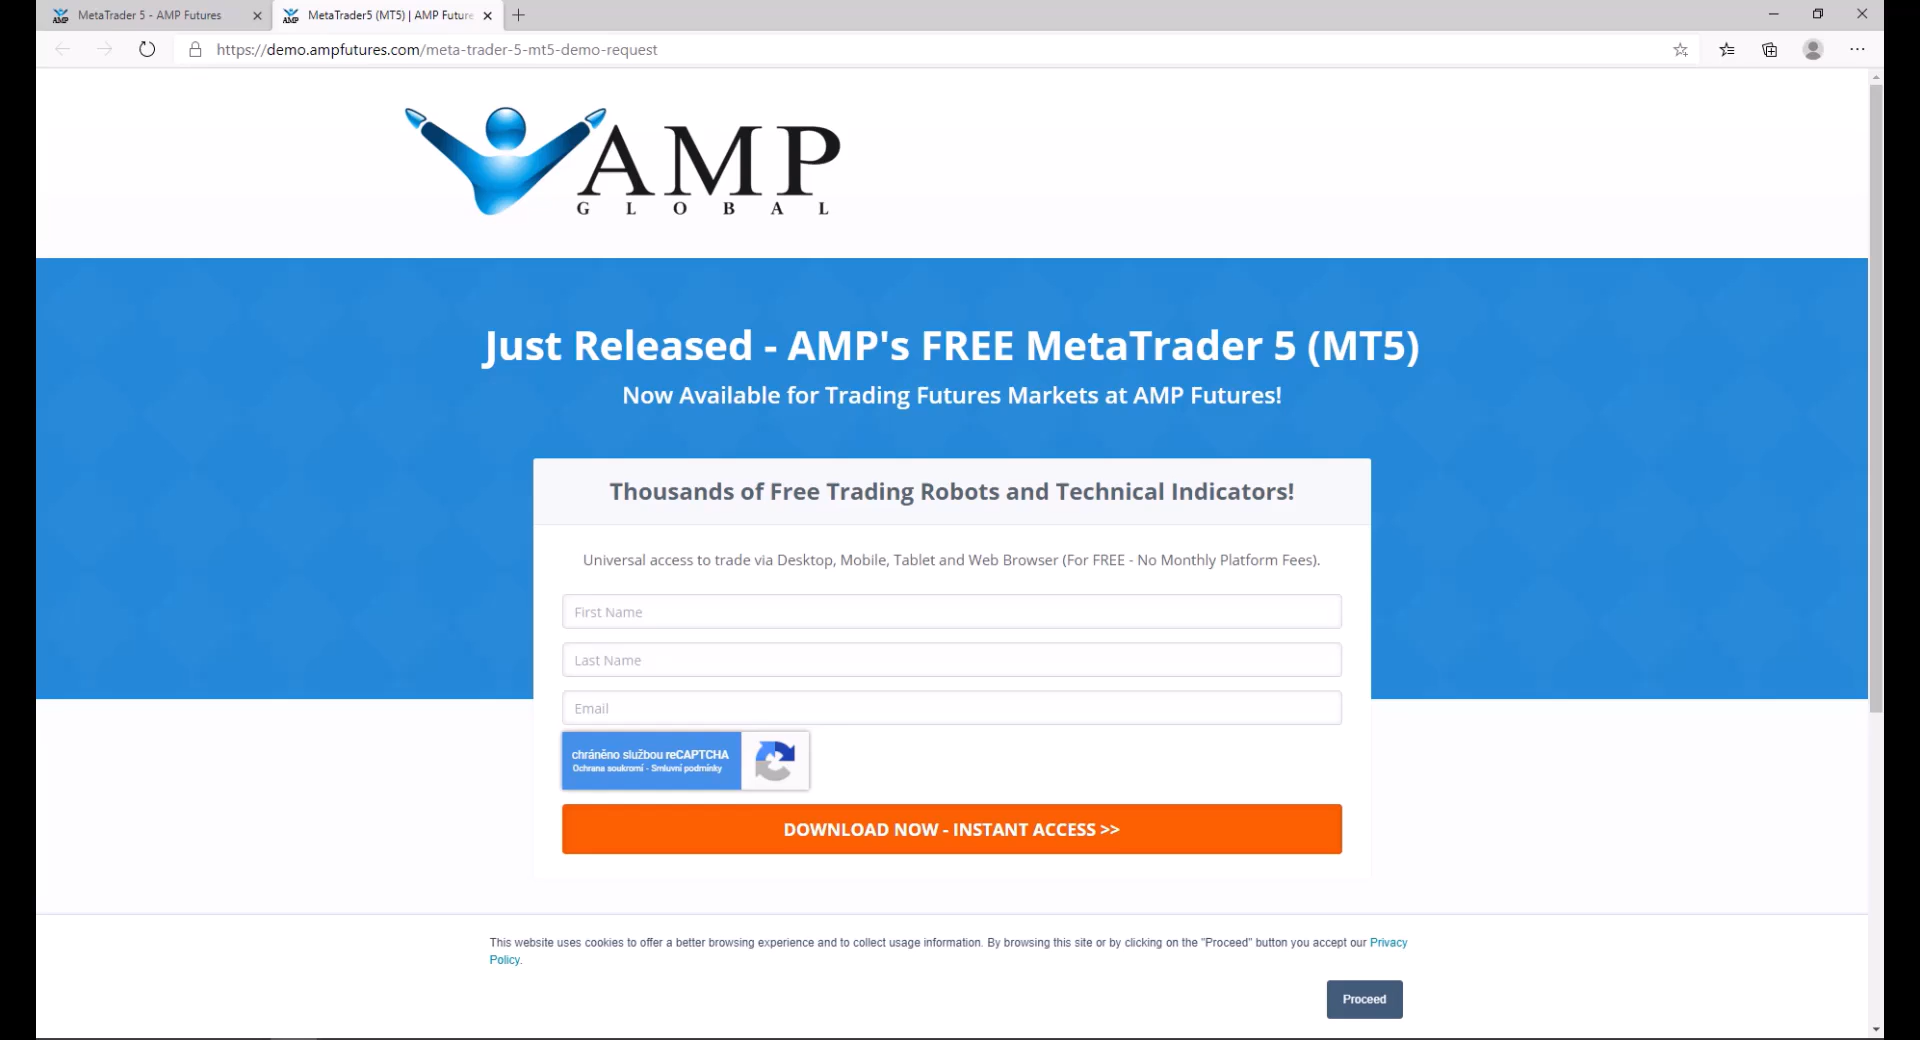 MetaTrader 5 - AMP Futures
MetaTrader5 (MT5) | AMP Future
https://demo.ampfutures.com/meta-trader-5-mt5-demo-request
AMP
GLOBAL
Just Released - AMP's FREE MetaTrader 5 (MT5)
Now Available for Trading Futures Markets at AMP Futures!
Thousands of Free Trading Robots and Technical Indicators!
Universal access to trade via Desktop, Mobile, Tablet and Web Browser (For FREE - No Monthly Platform Fees).
First Name
Last Name
Email
chráněno službou reCAPTCHA
Ochrana soukromí - Smluvní podmínky
DOWNLOAD NOW - INSTANT ACCESS >>
This website uses cookies to offer a better browsing experience and to collect usage information. By browsing this site or by clicking on the "Proceed" button you accept our Privacy
Policy.
Proceed